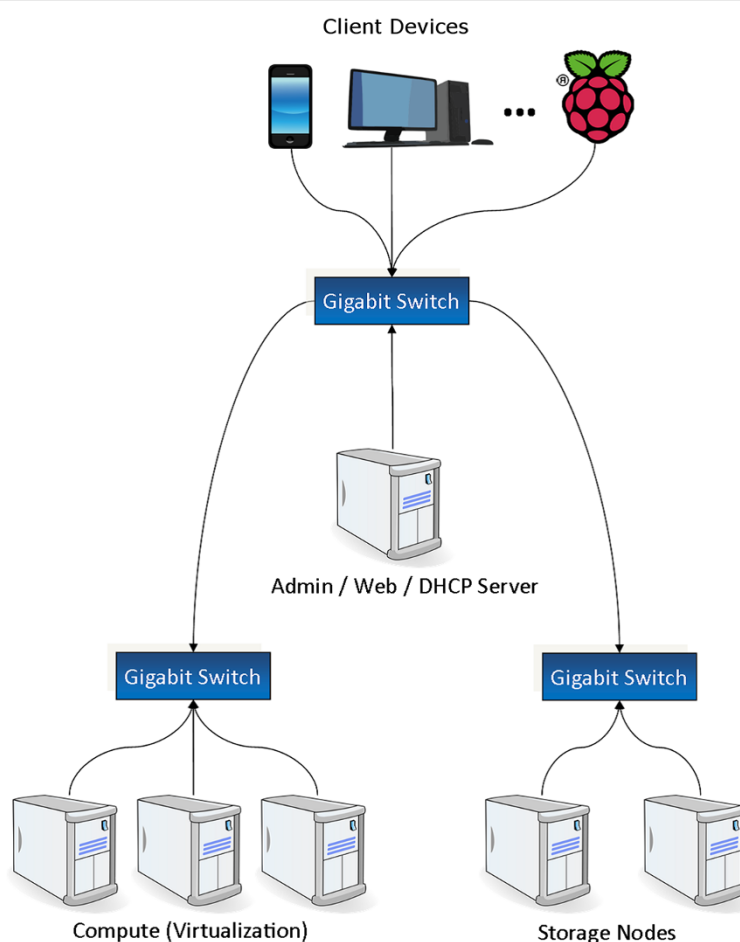 Client Devices
®
Gigabit Switch
Admin / Web / DHCP Server
Gigabit Switch
Gigabit Switch
Compute (Virtualization)
Storage Nodes